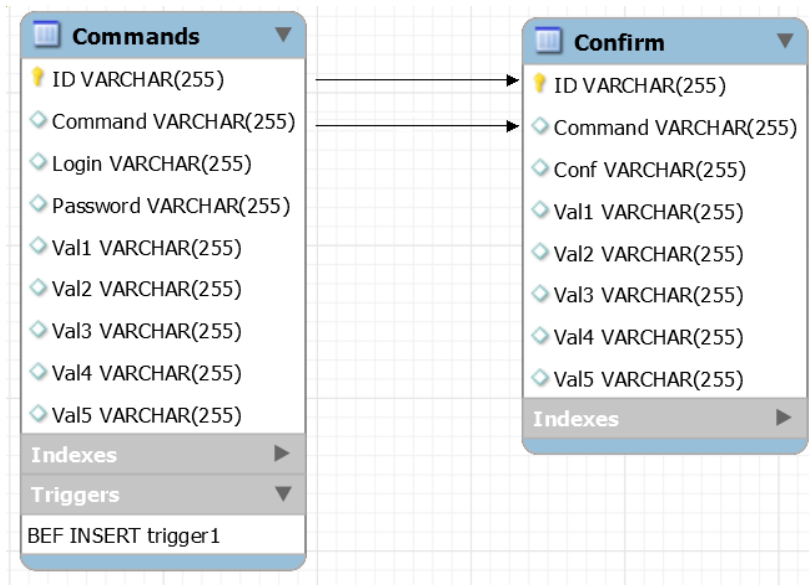 Commands
ID VARCHAR(255)
Command VARCHAR(255)
Login VARCHAR(255)
Password VARCHAR(255)
Val1 VARCHAR(255)
Val2 VARCHAR(255)
Val3 VARCHAR(255)
Val4 VARCHAR(255)
Val5 VARCHAR(255)
Indexes
Triggers
BEF INSERT trigger1
Confirm
ID VARCHAR(255)
Command VARCHAR(255)
Conf VARCHAR(255)
Val1 VARCHAR(255)
Val2 VARCHAR(255)
Val3 VARCHAR(255)
Val4 VARCHAR(255)
Val5 VARCHAR(255)
Indexes